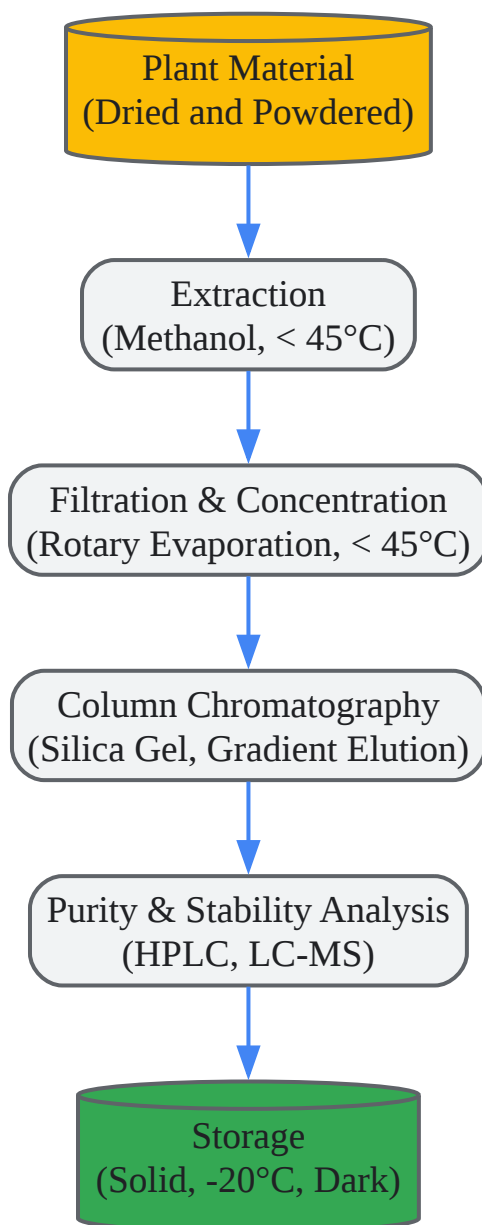 Plant Material
(Dried and Powdered)
Extraction
(Methanol, < 45°C)
Filtration & Concentration
(Rotary Evaporation, < 45°C)
Column Chromatography
(Silica Gel, Gradient Elution)
Purity & Stability Analysis
(HPLC, LC-MS)
Storage
(Solid, -20°C, Dark)